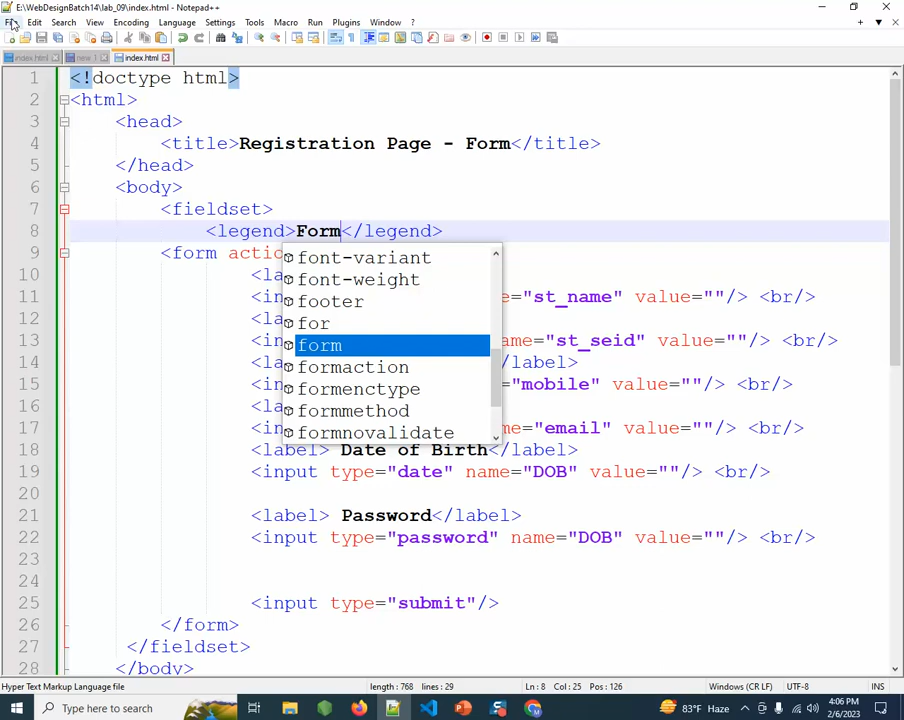 E:\WebDesignBatch14\lab_09\index.html - Notepad++
Edit Search View Encoding Language Settings Tools Macro Run Plugins Window ?
index.html new 1 index.html
1 <!doctype html>
2 <html>
3 <head>
4 <title>Registration Page - Form</title>
5 </head>
6 <body>
7 <fieldset>
8 <legend>Form</legend>
9 <form actio
font-variant
10 <la
font-weight
11 <in e="st_name" value=""/> <br/>
footer
12 <la
for
13 <in me="st_seid" value=""/> <br/>
form
14 <la /label>
formaction
15 <in ="mobile" value=""/> <br/>
formenctype
16 <la
formmethod
17 <in "email" value=""/> <br/>
formnovalidate
18 <label> Date of Birth</label>
19 <input type="date" name="DOB" value=""/> <br/>
20
21 <label> Password</label>
22 <input type="password" name="DOB" value=""/> <br/>
23
24
25 <input type="submit"/>
26 </form>
27 </fieldset>
28 </body>
Hyper Text Markup Language file length : 768 lines : 29 Ln : 8 Col : 25 Pos : 126 Windows (CR LF) UTF-8 INS
Type here to search 83°F Haze 4:06 PM
2/6/2023